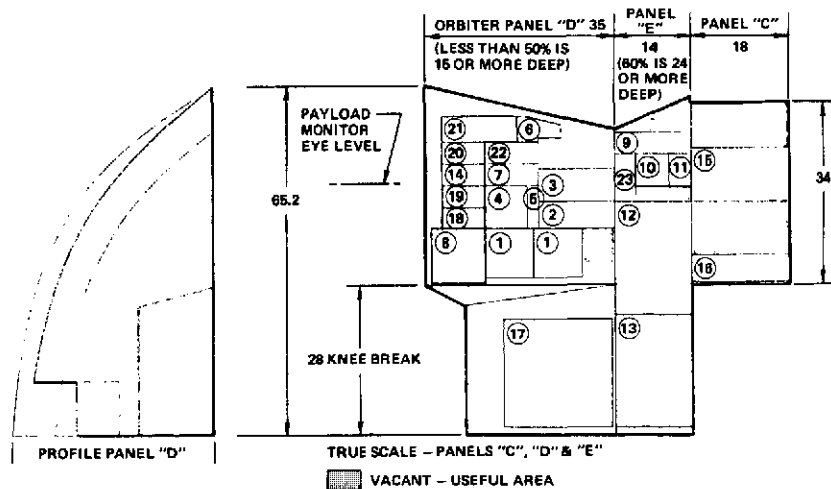 ORBITER PANEL "D" 35
(LESS THAN 50% IS
15 OR MORE DEEP)
PANEL
"E"
14
(60% IS 24
OR MORE
DEEP)
PANEL "C"
18
PAYLOAD
MONITOR
EYE LEVEL
65.2
34
28 KNEE BREAK
21
6
20
22
14
7
19
4
5
3
18
2
8
1
1
9
10
11
23
12
15
16
17
13
PROFILE PANEL "D"
TRUE SCALE – PANELS "C", "D" & "E"
VACANT – USEFUL AREA